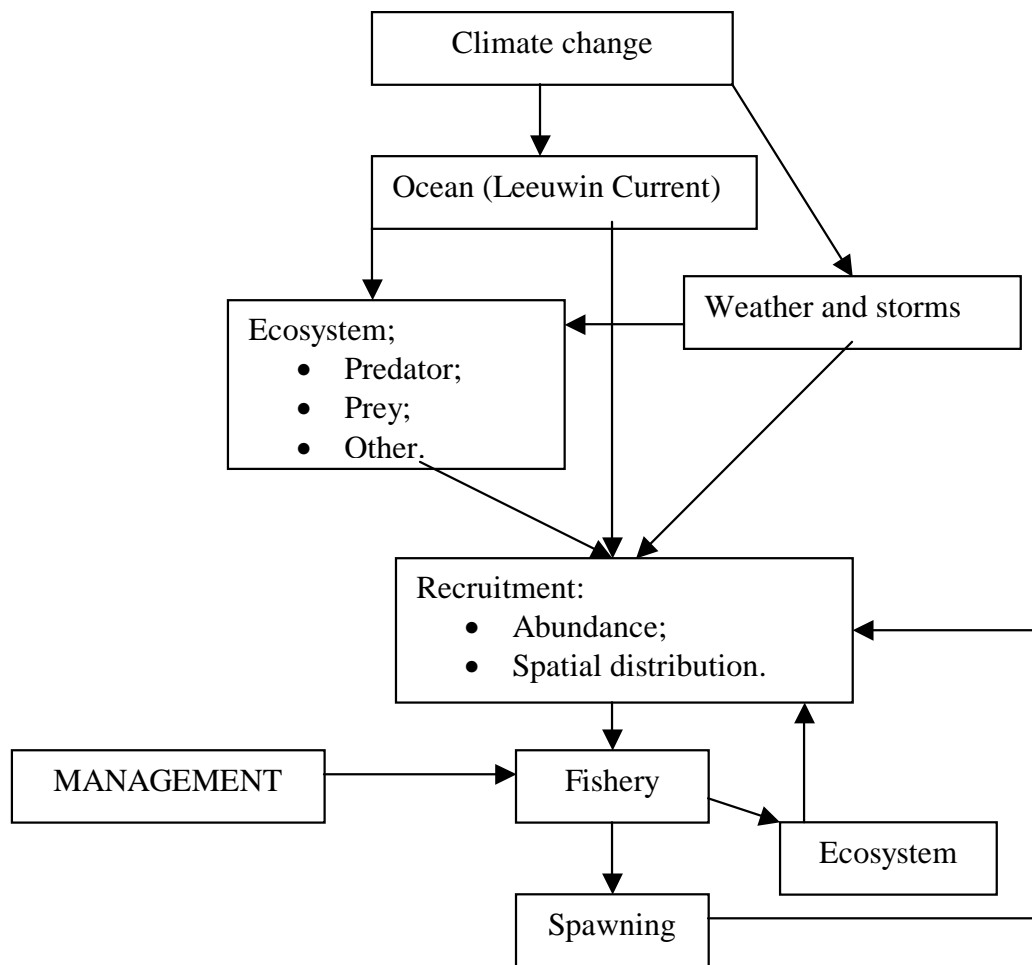 Climate change
Ocean (Leeuwin Current)
Weather and storms
Ecosystem;
• Predator;
• Prey;
• Other.
Recruitment:
• Abundance;
• Spatial distribution.
MANAGEMENT
Fishery
Ecosystem
Spawning